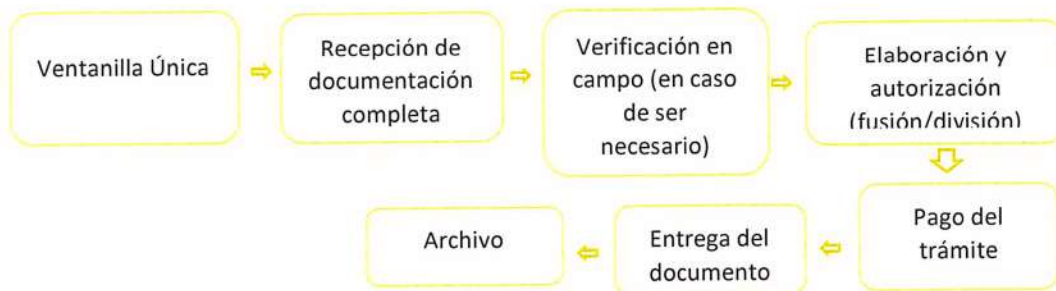 Ventanilla Única
Recepción de
documentación
completa
Verificación en
campo (en caso
de ser
necesario)
Elaboración y
autorización
(fusión/división)
Pago del
trámite
Entrega del
documento
Archivo